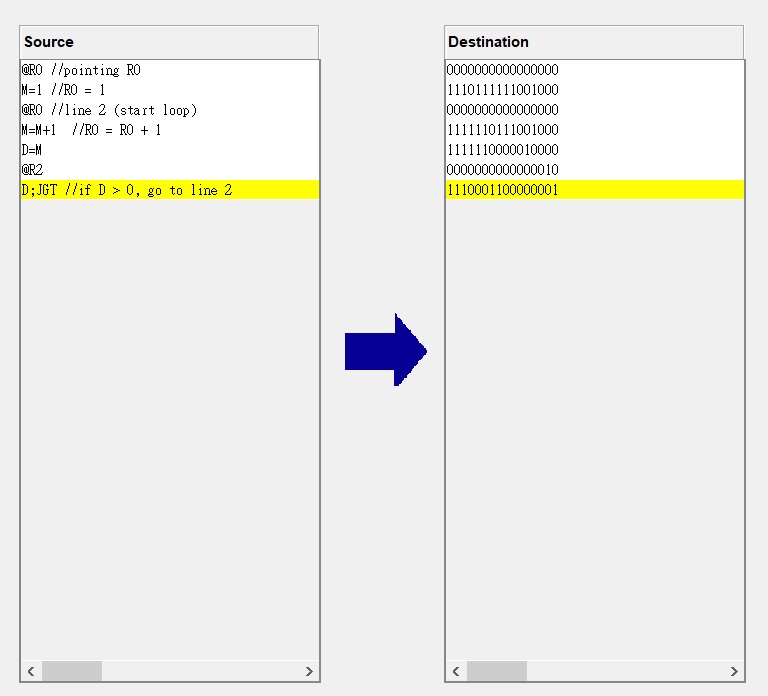 Source
@R0 //pointing R0
M=1 //R0 = 1
@R0 //line 2 (start loop)
M=M+1  //R0 = R0 + 1
D=M
@R2
D;JGT //if D > 0, go to line 2
Destination
0000000000000000
1110111111001000
0000000000000000
1111110111001000
1111110000010000
0000000000000010
1110001100000001